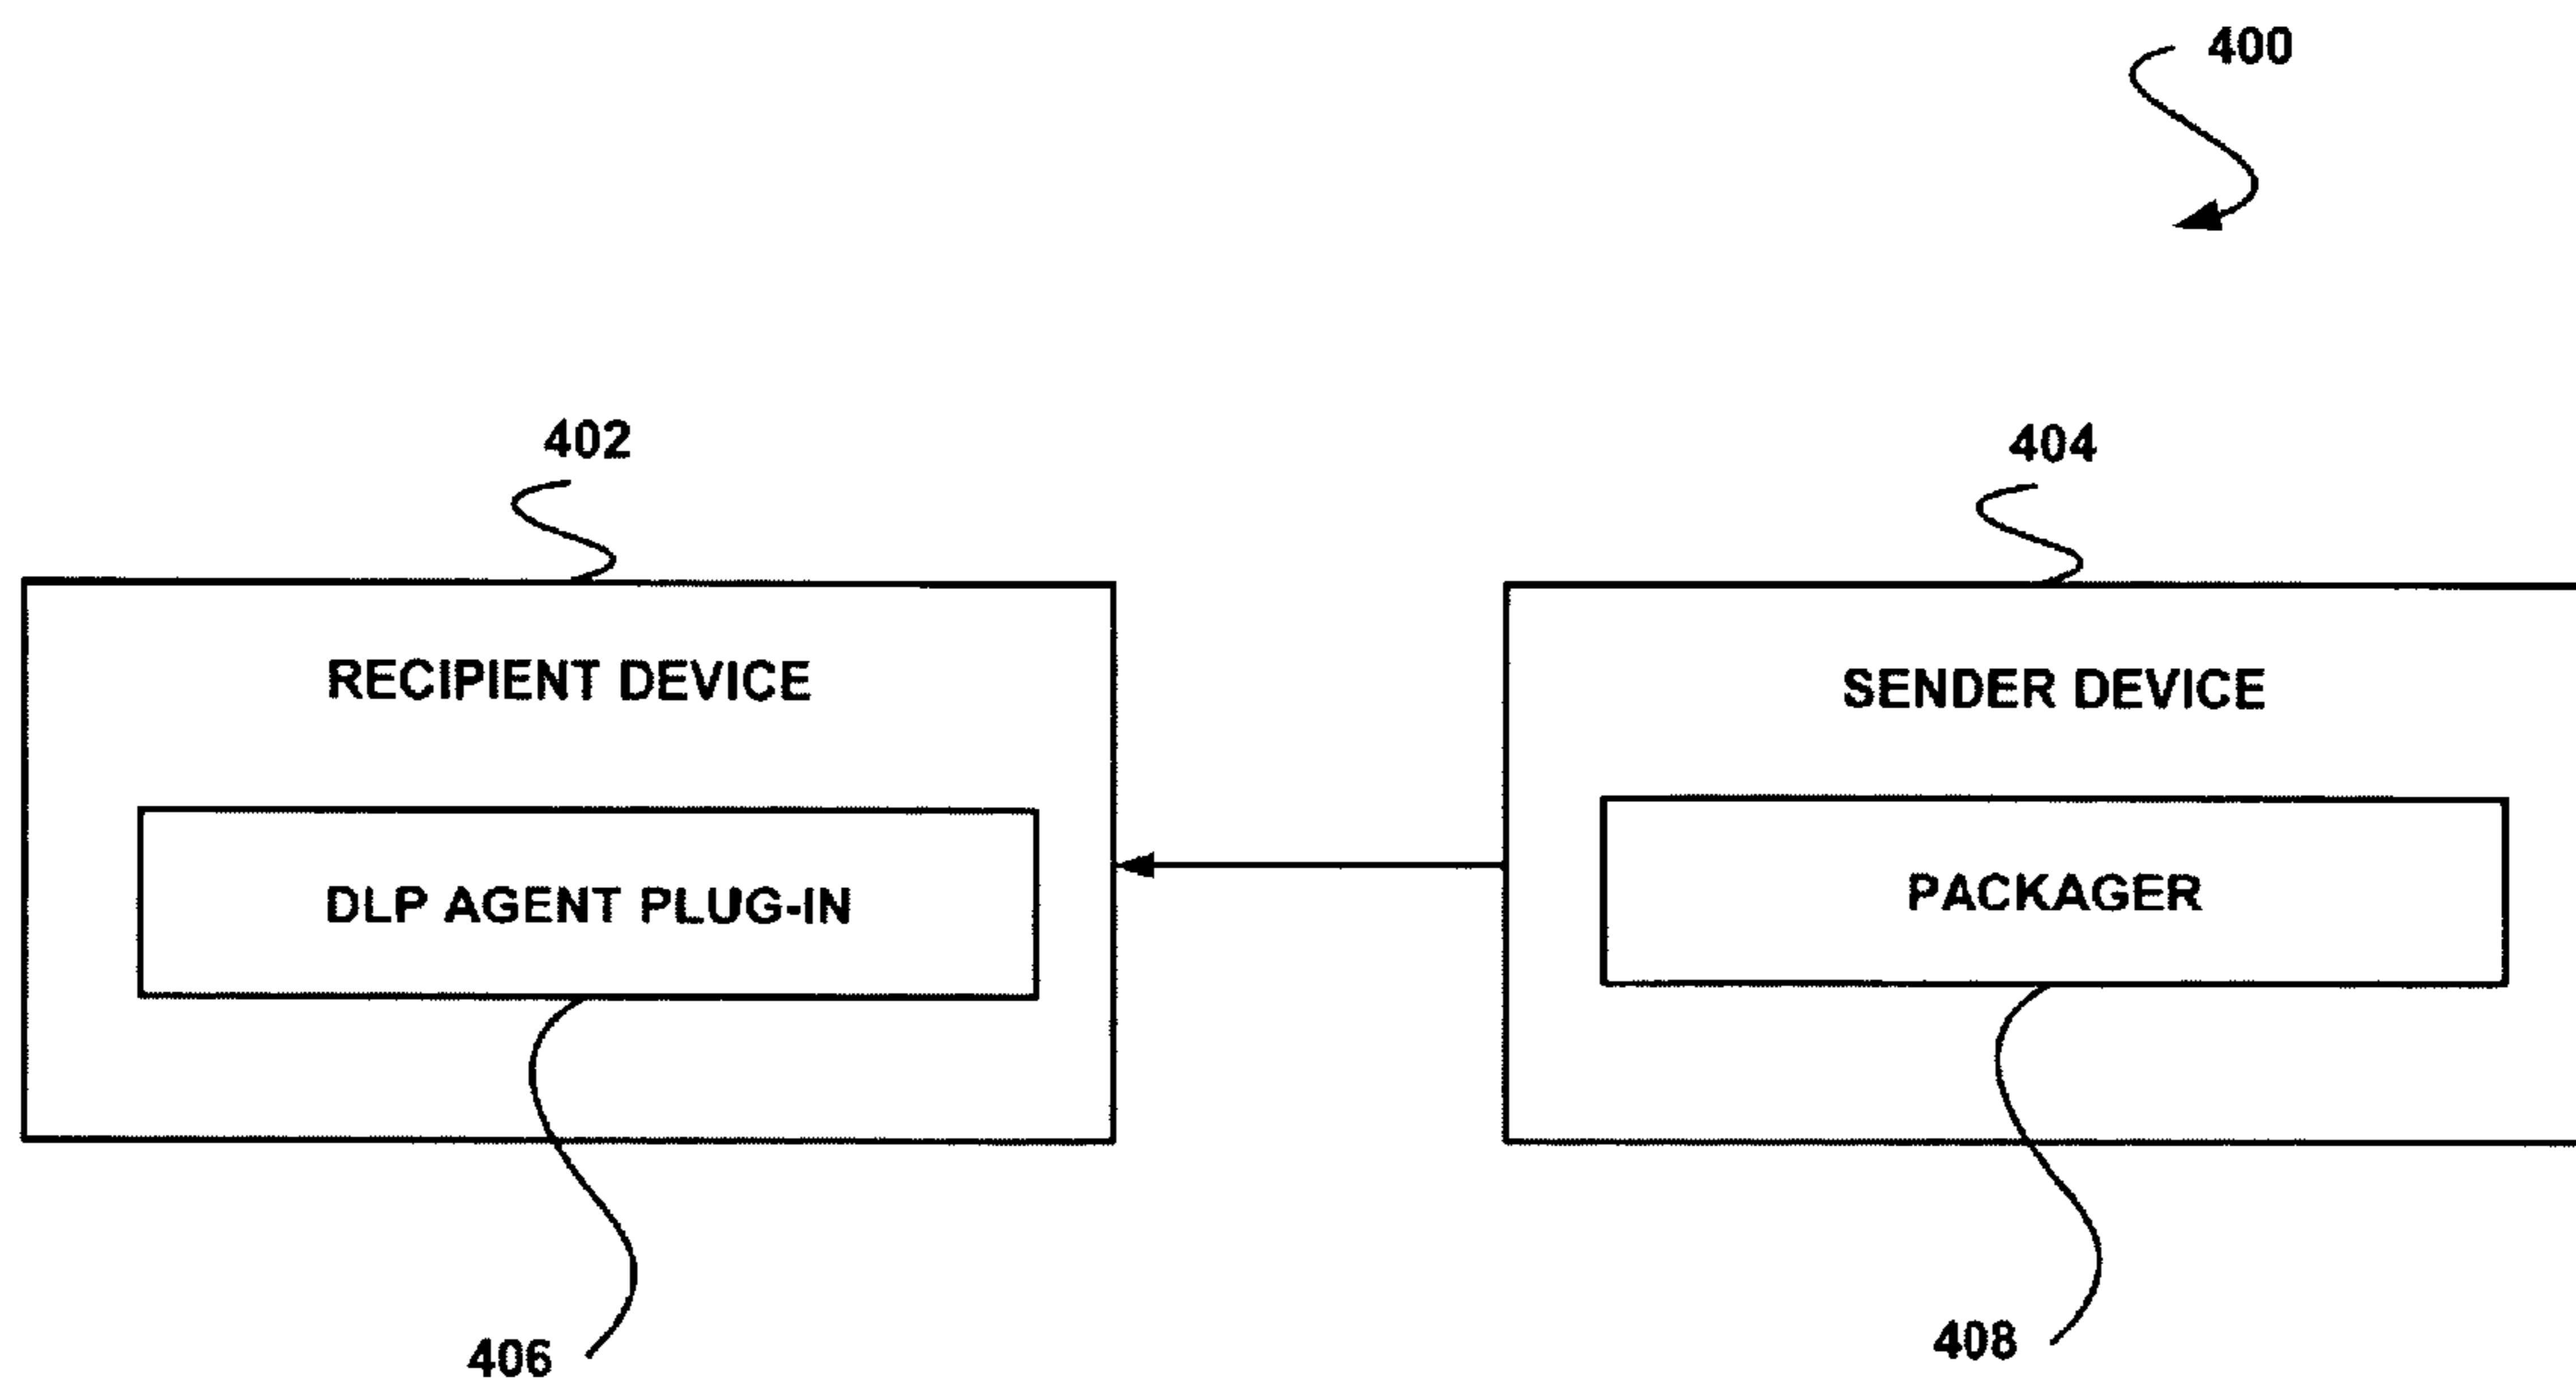 400
402
404
RECIPIENT DEVICE
SENDER DEVICE
DLP AGENT PLUG-IN
PACKAGER
406
408